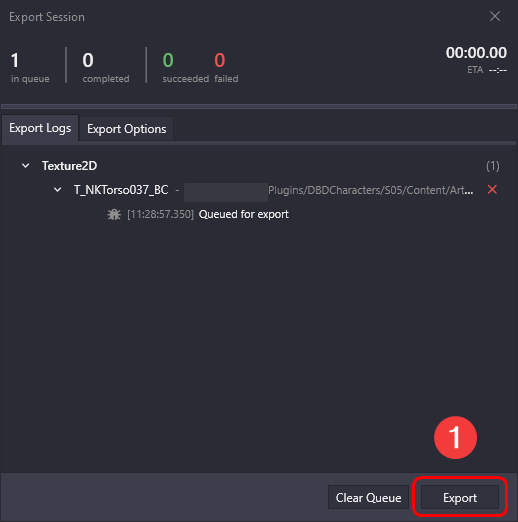 Export Session
1 0 0 0 00:00.00
in queue completed succeeded failed ETA --:--
Export Logs Export Options
Texture2D (1)
T_NKTorso037_BC - Plugins/DBDCharacters/S05/Content/Art...
[11:28:57.350] Queued for export
1
Clear Queue Export